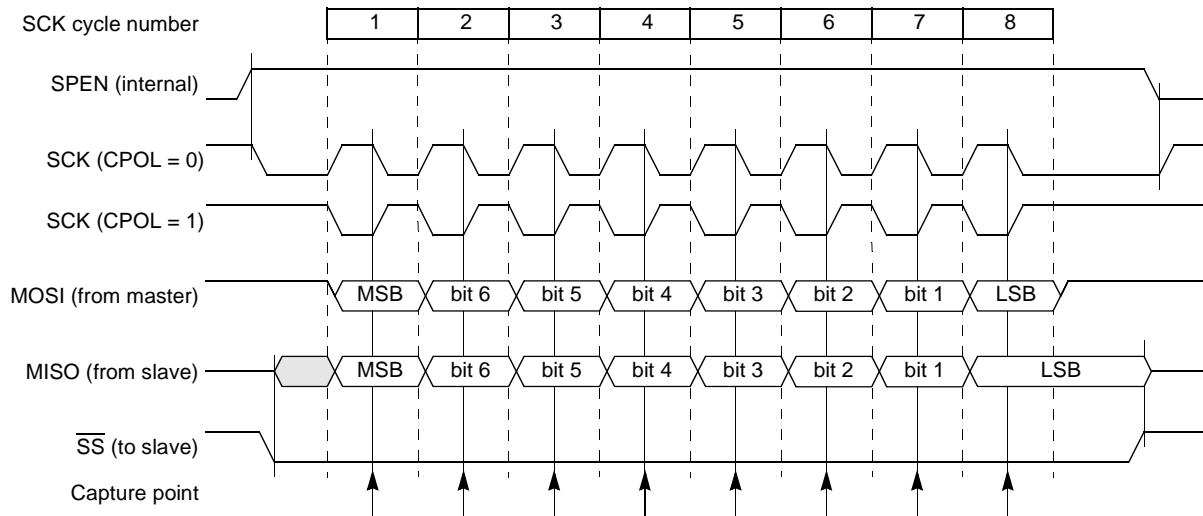 SCK cycle number 1 2 3 4 5 6 7 8
SPEN (internal)
SCK (CPOL = 0)
SCK (CPOL = 1)
MOSI (from master) MSB bit 6 bit 5 bit 4 bit 3 bit 2 bit 1 LSB
MISO (from slave) MSB bit 6 bit 5 bit 4 bit 3 bit 2 bit 1 LSB
S̅S̅ (to slave)
Capture point